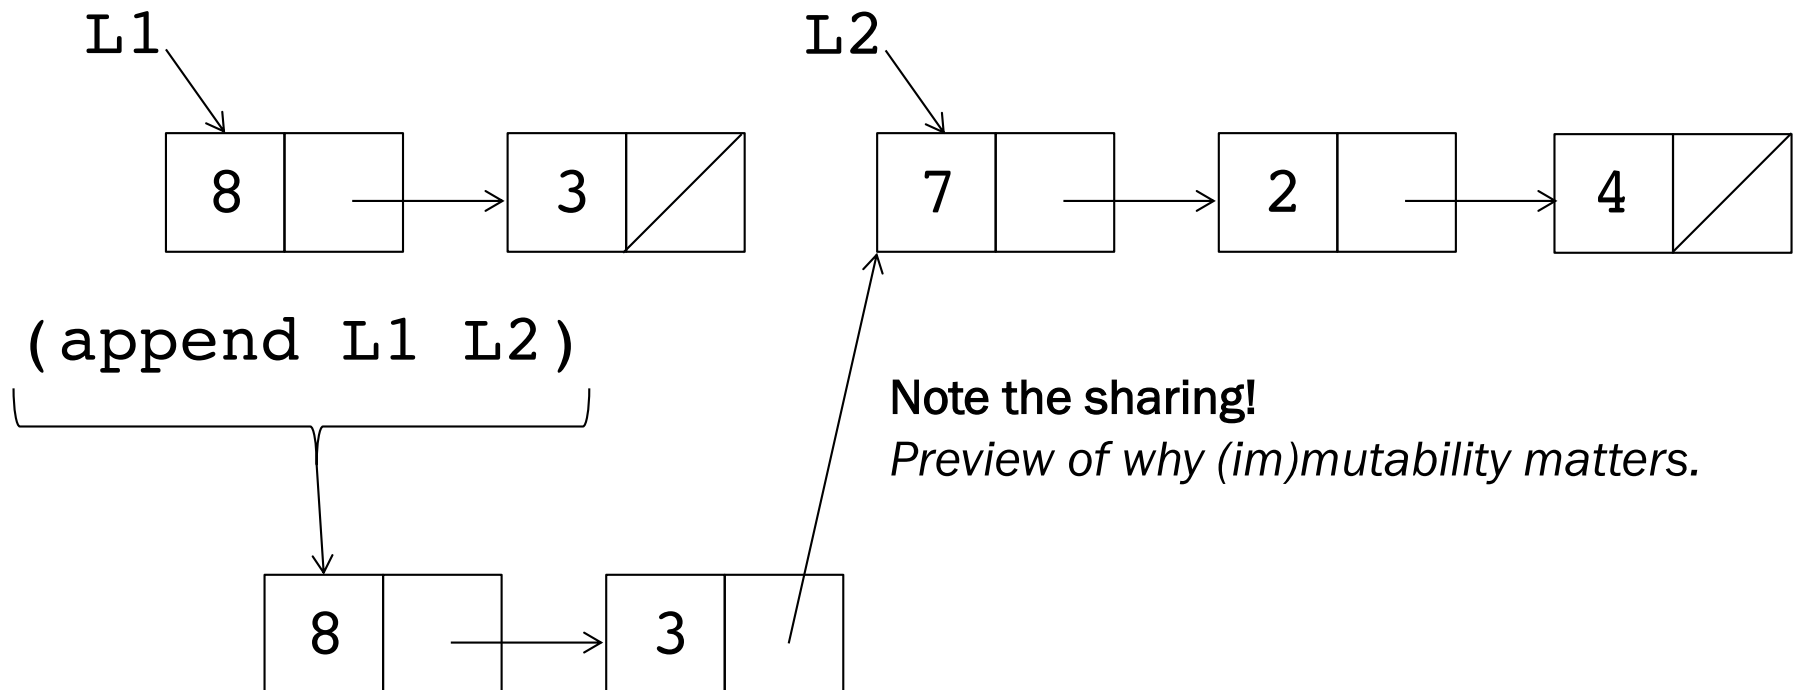 L1
L2
8
3
7
2
4
(append L1 L2)
Note the sharing!
Preview of why (im)mutability matters.
8
3